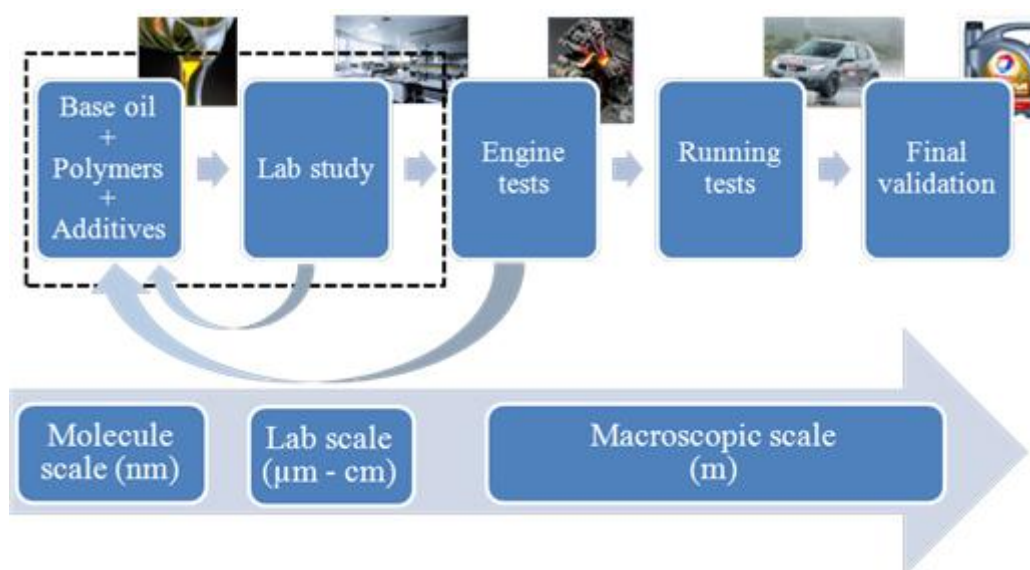 Base oil
+
Polymers
+
Additives
Lab study
Engine
tests
Running
tests
Final
validation
Molecule
scale (nm)
Lab scale
(µm - cm)
Macroscopic scale
(m)